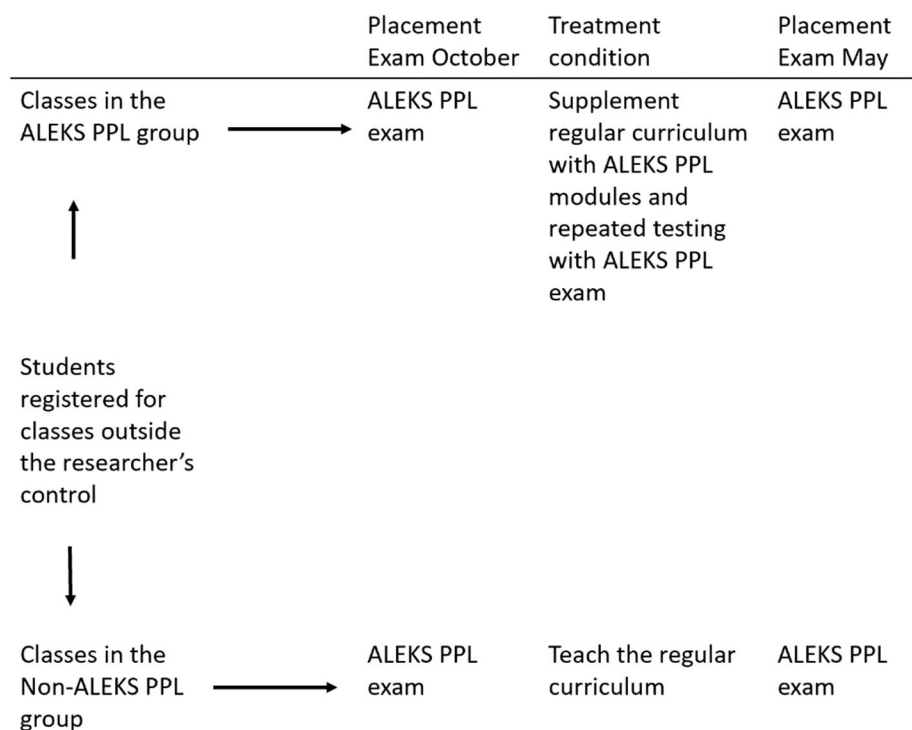 Placement
Exam October
Treatment
condition
Placement
Exam May
Classes in the
ALEKS PPL group
ALEKS PPL
exam
Supplement
regular curriculum
with ALEKS PPL
modules and
repeated testing
with ALEKS PPL
exam
ALEKS PPL
exam
Students
registered for
classes outside
the researcher’s
control
Classes in the
Non-ALEKS PPL
group
ALEKS PPL
exam
Teach the regular
curriculum
ALEKS PPL
exam